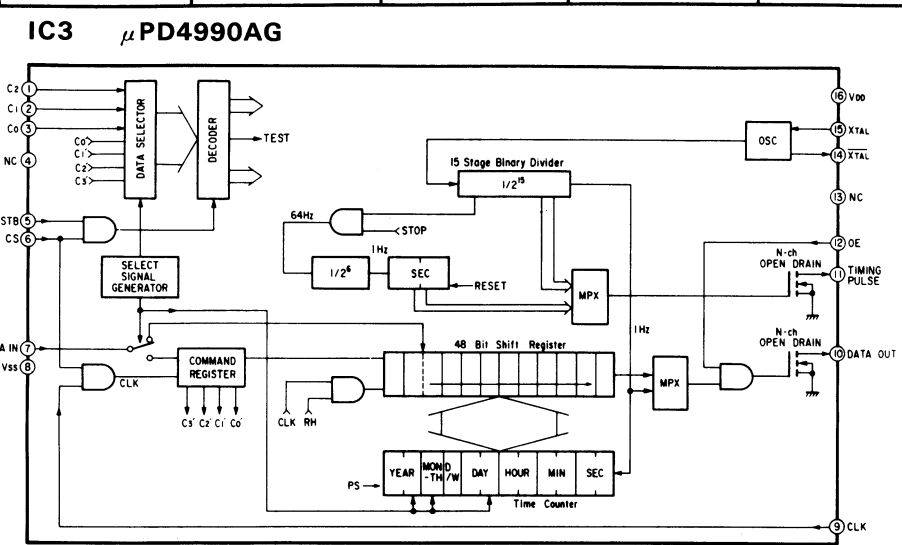 IC3 μPD4990AG
C2 1
C1 2
C0 3
NC 4
STB 5
CS 6
A IN 7
VSS 8
DATA SELECTOR
C0'
C1'
C2'
C3'
DECODER
TEST
SELECT
SIGNAL
GENERATOR
CLK
COMMAND
REGISTER
C3' C2' C1' C0'
15 Stage Binary Divider
1/2¹⁵
64Hz
STOP
1Hz
1/2⁶
SEC
RESET
MPX
OSC
1Hz
48 Bit Shift Register
CLK RH
MPX
PS
YEAR
MON
-TH
D
/W
DAY
HOUR
MIN
SEC
Time Counter
16 VDD
15 XTAL
14 X̅T̅A̅L̅
13 NC
12 OE
N-ch
OPEN DRAIN
11 TIMING
PULSE
N-ch
OPEN DRAIN
10 DATA OUT
9 CLK